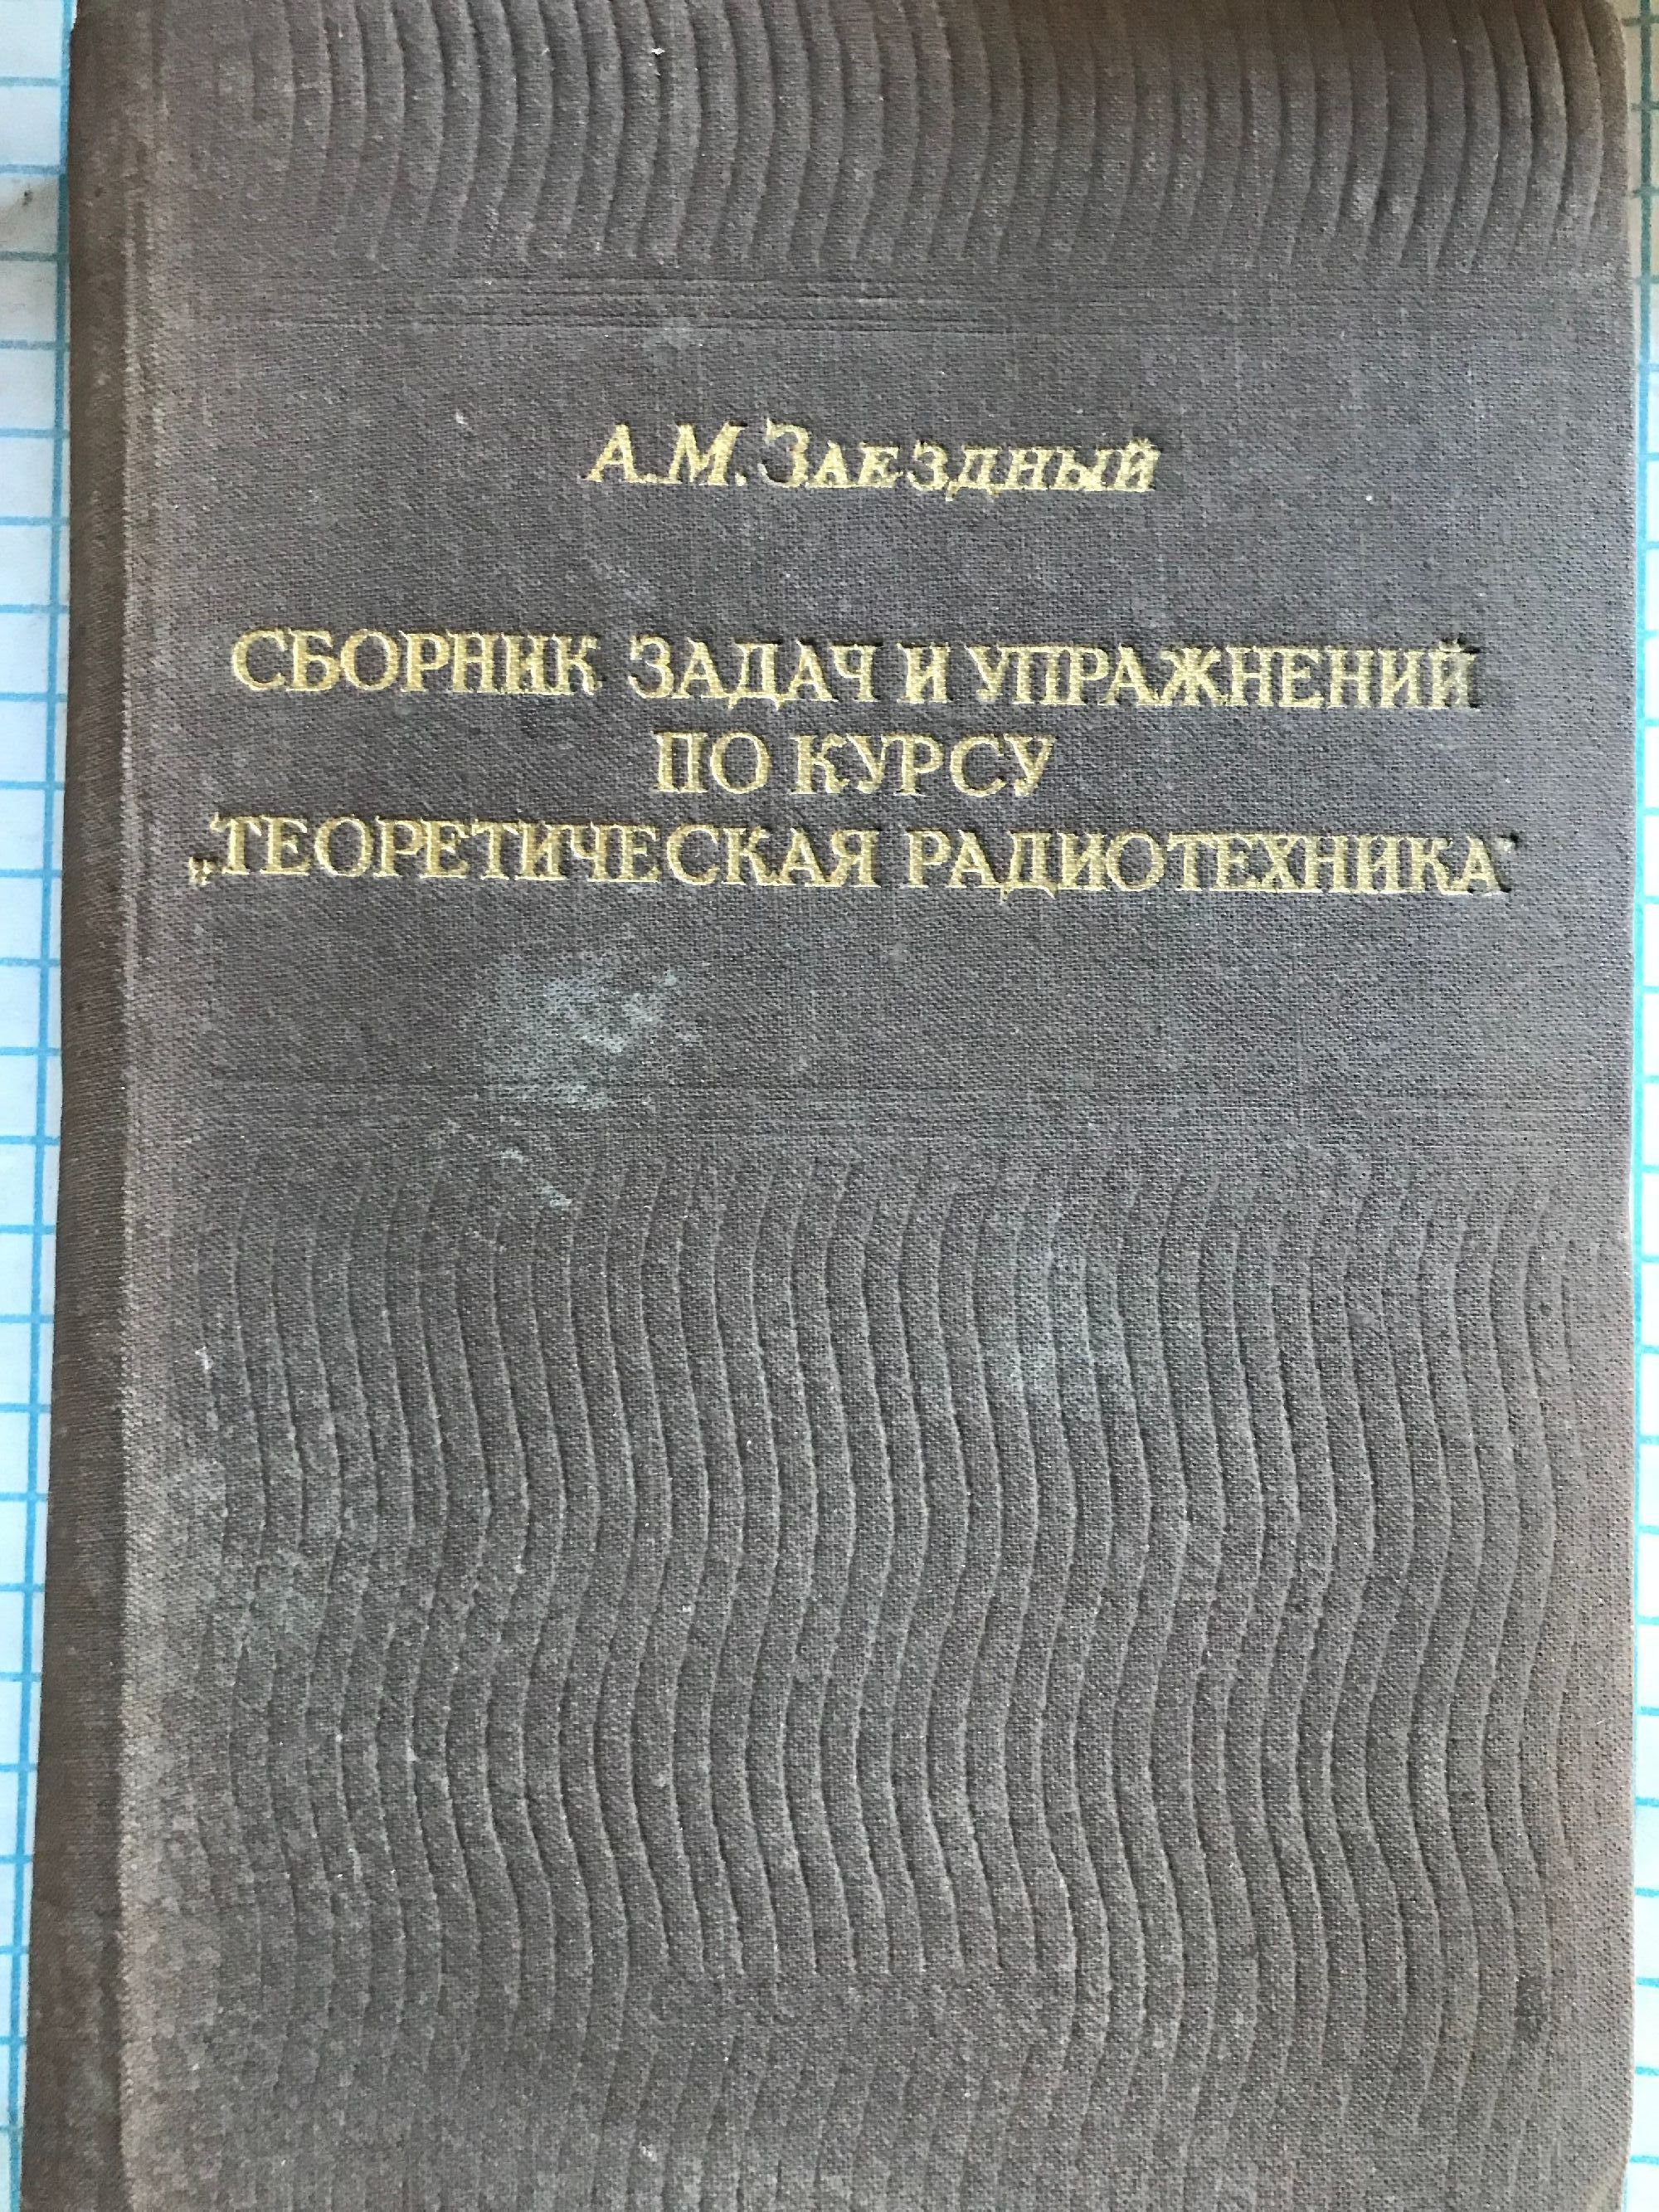 А.М. Заездный
СБОРНИК ЗАДАЧ И УПРАЖНЕНИЙ
ПО КУРСУ
„ТЕОРЕТИЧЕСКАЯ РАДИОТЕХНИКА"